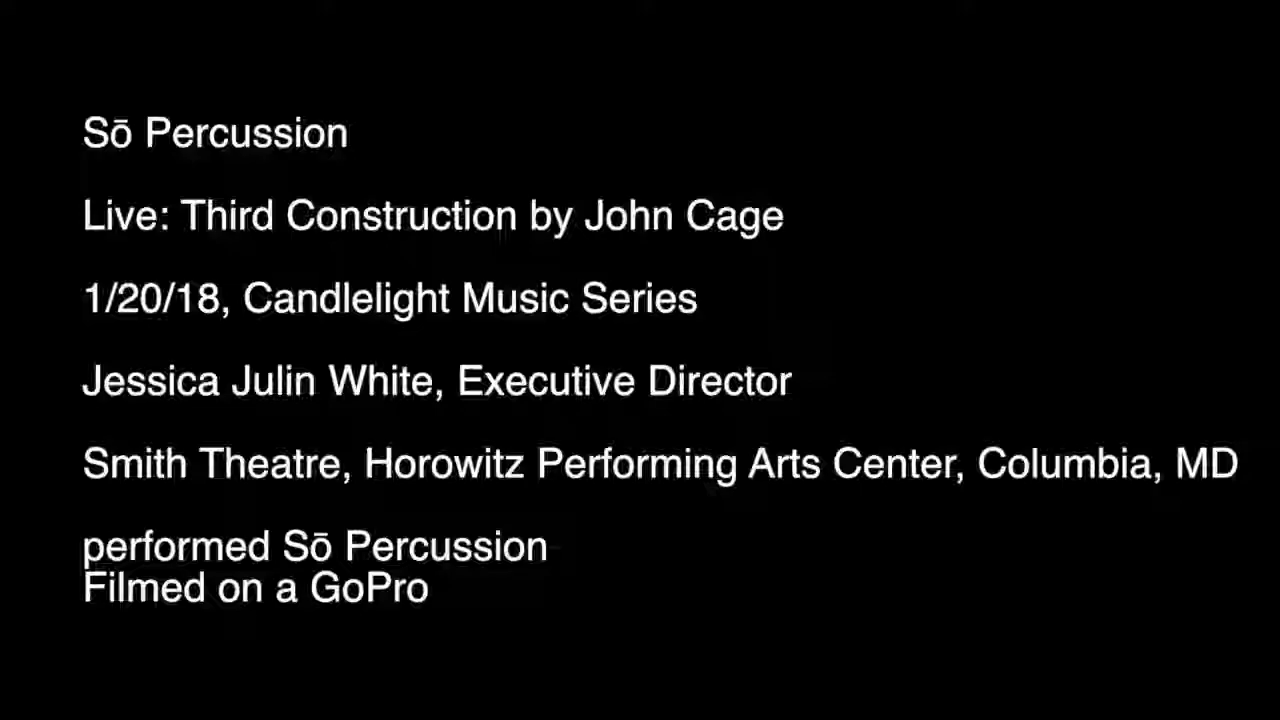 Sō Percussion
Live: Third Construction by John Cage
1/20/18, Candlelight Music Series
Jessica Julin White, Executive Director
Smith Theatre, Horowitz Performing Arts Center, Columbia, MD
performed Sō Percussion
Filmed on a GoPro